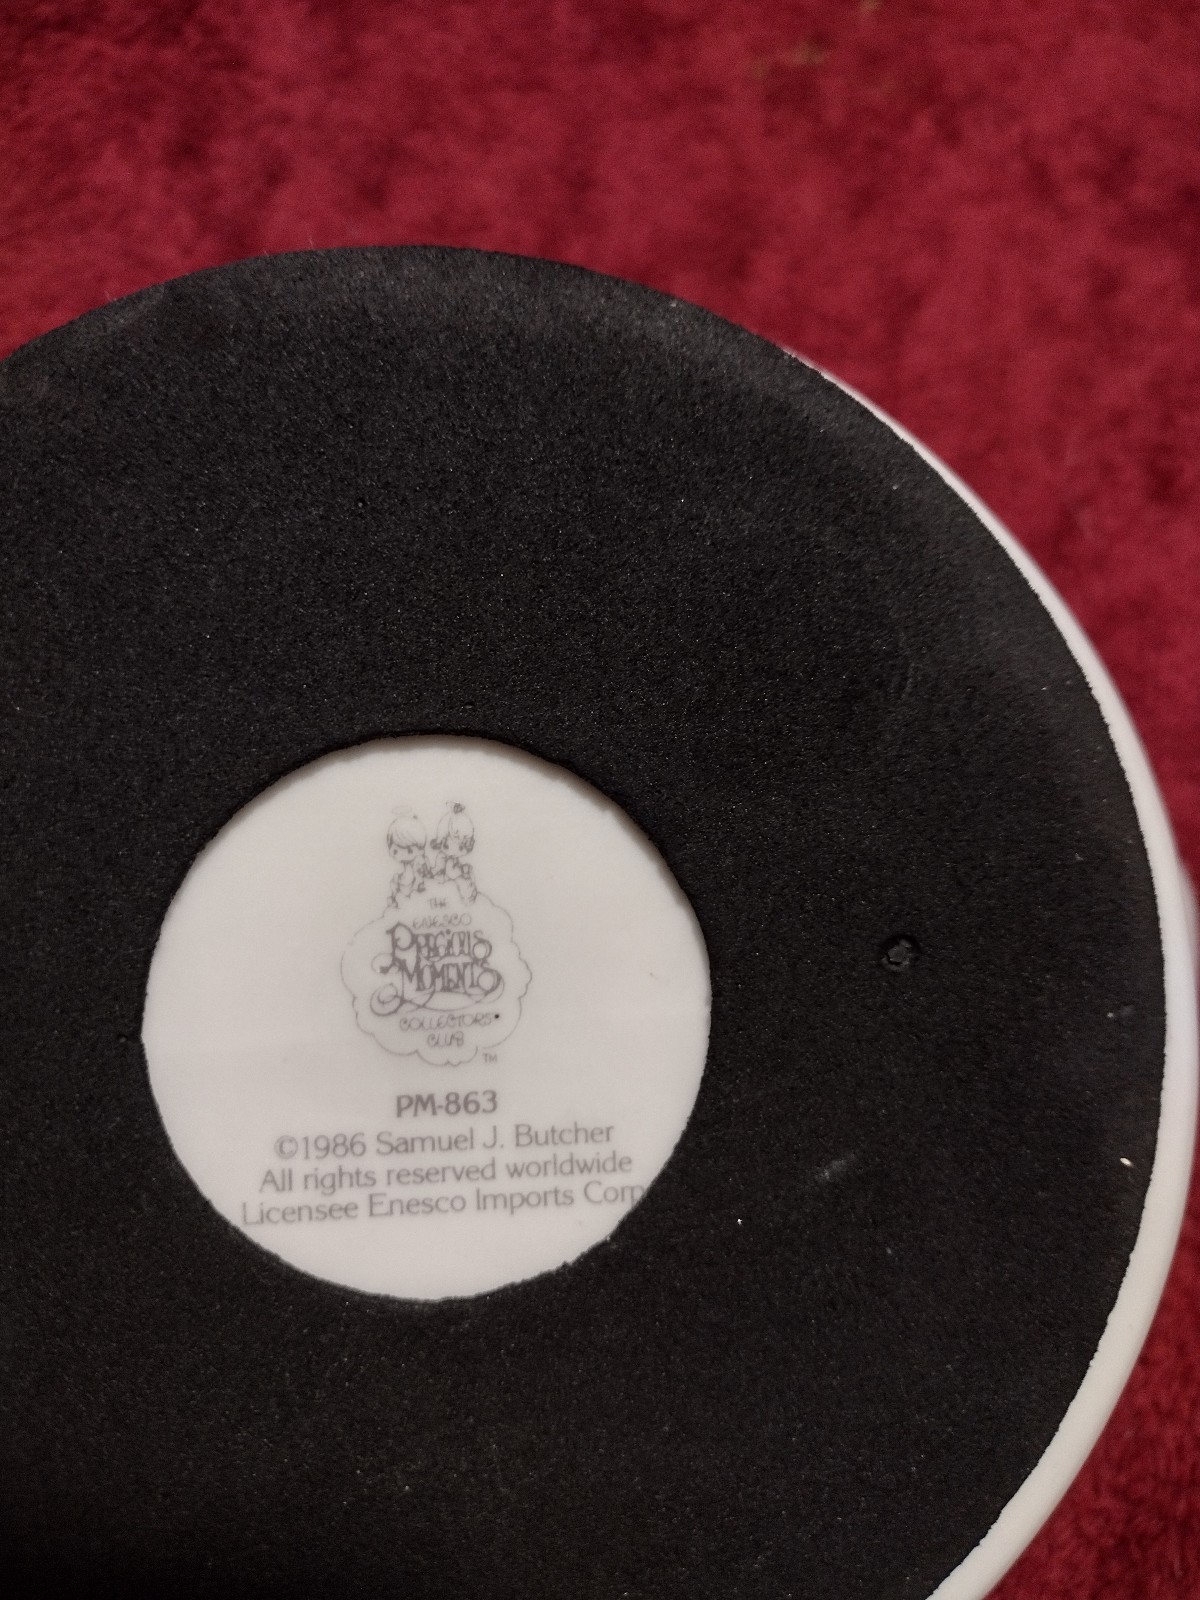 THE
ENESCO
PRECIOUS
MOMENTS
COLLECTORS'
CLUB
TM
PM-863
©1986 Samuel J. Butcher
All rights reserved worldwide
Licensee Enesco Imports Corp